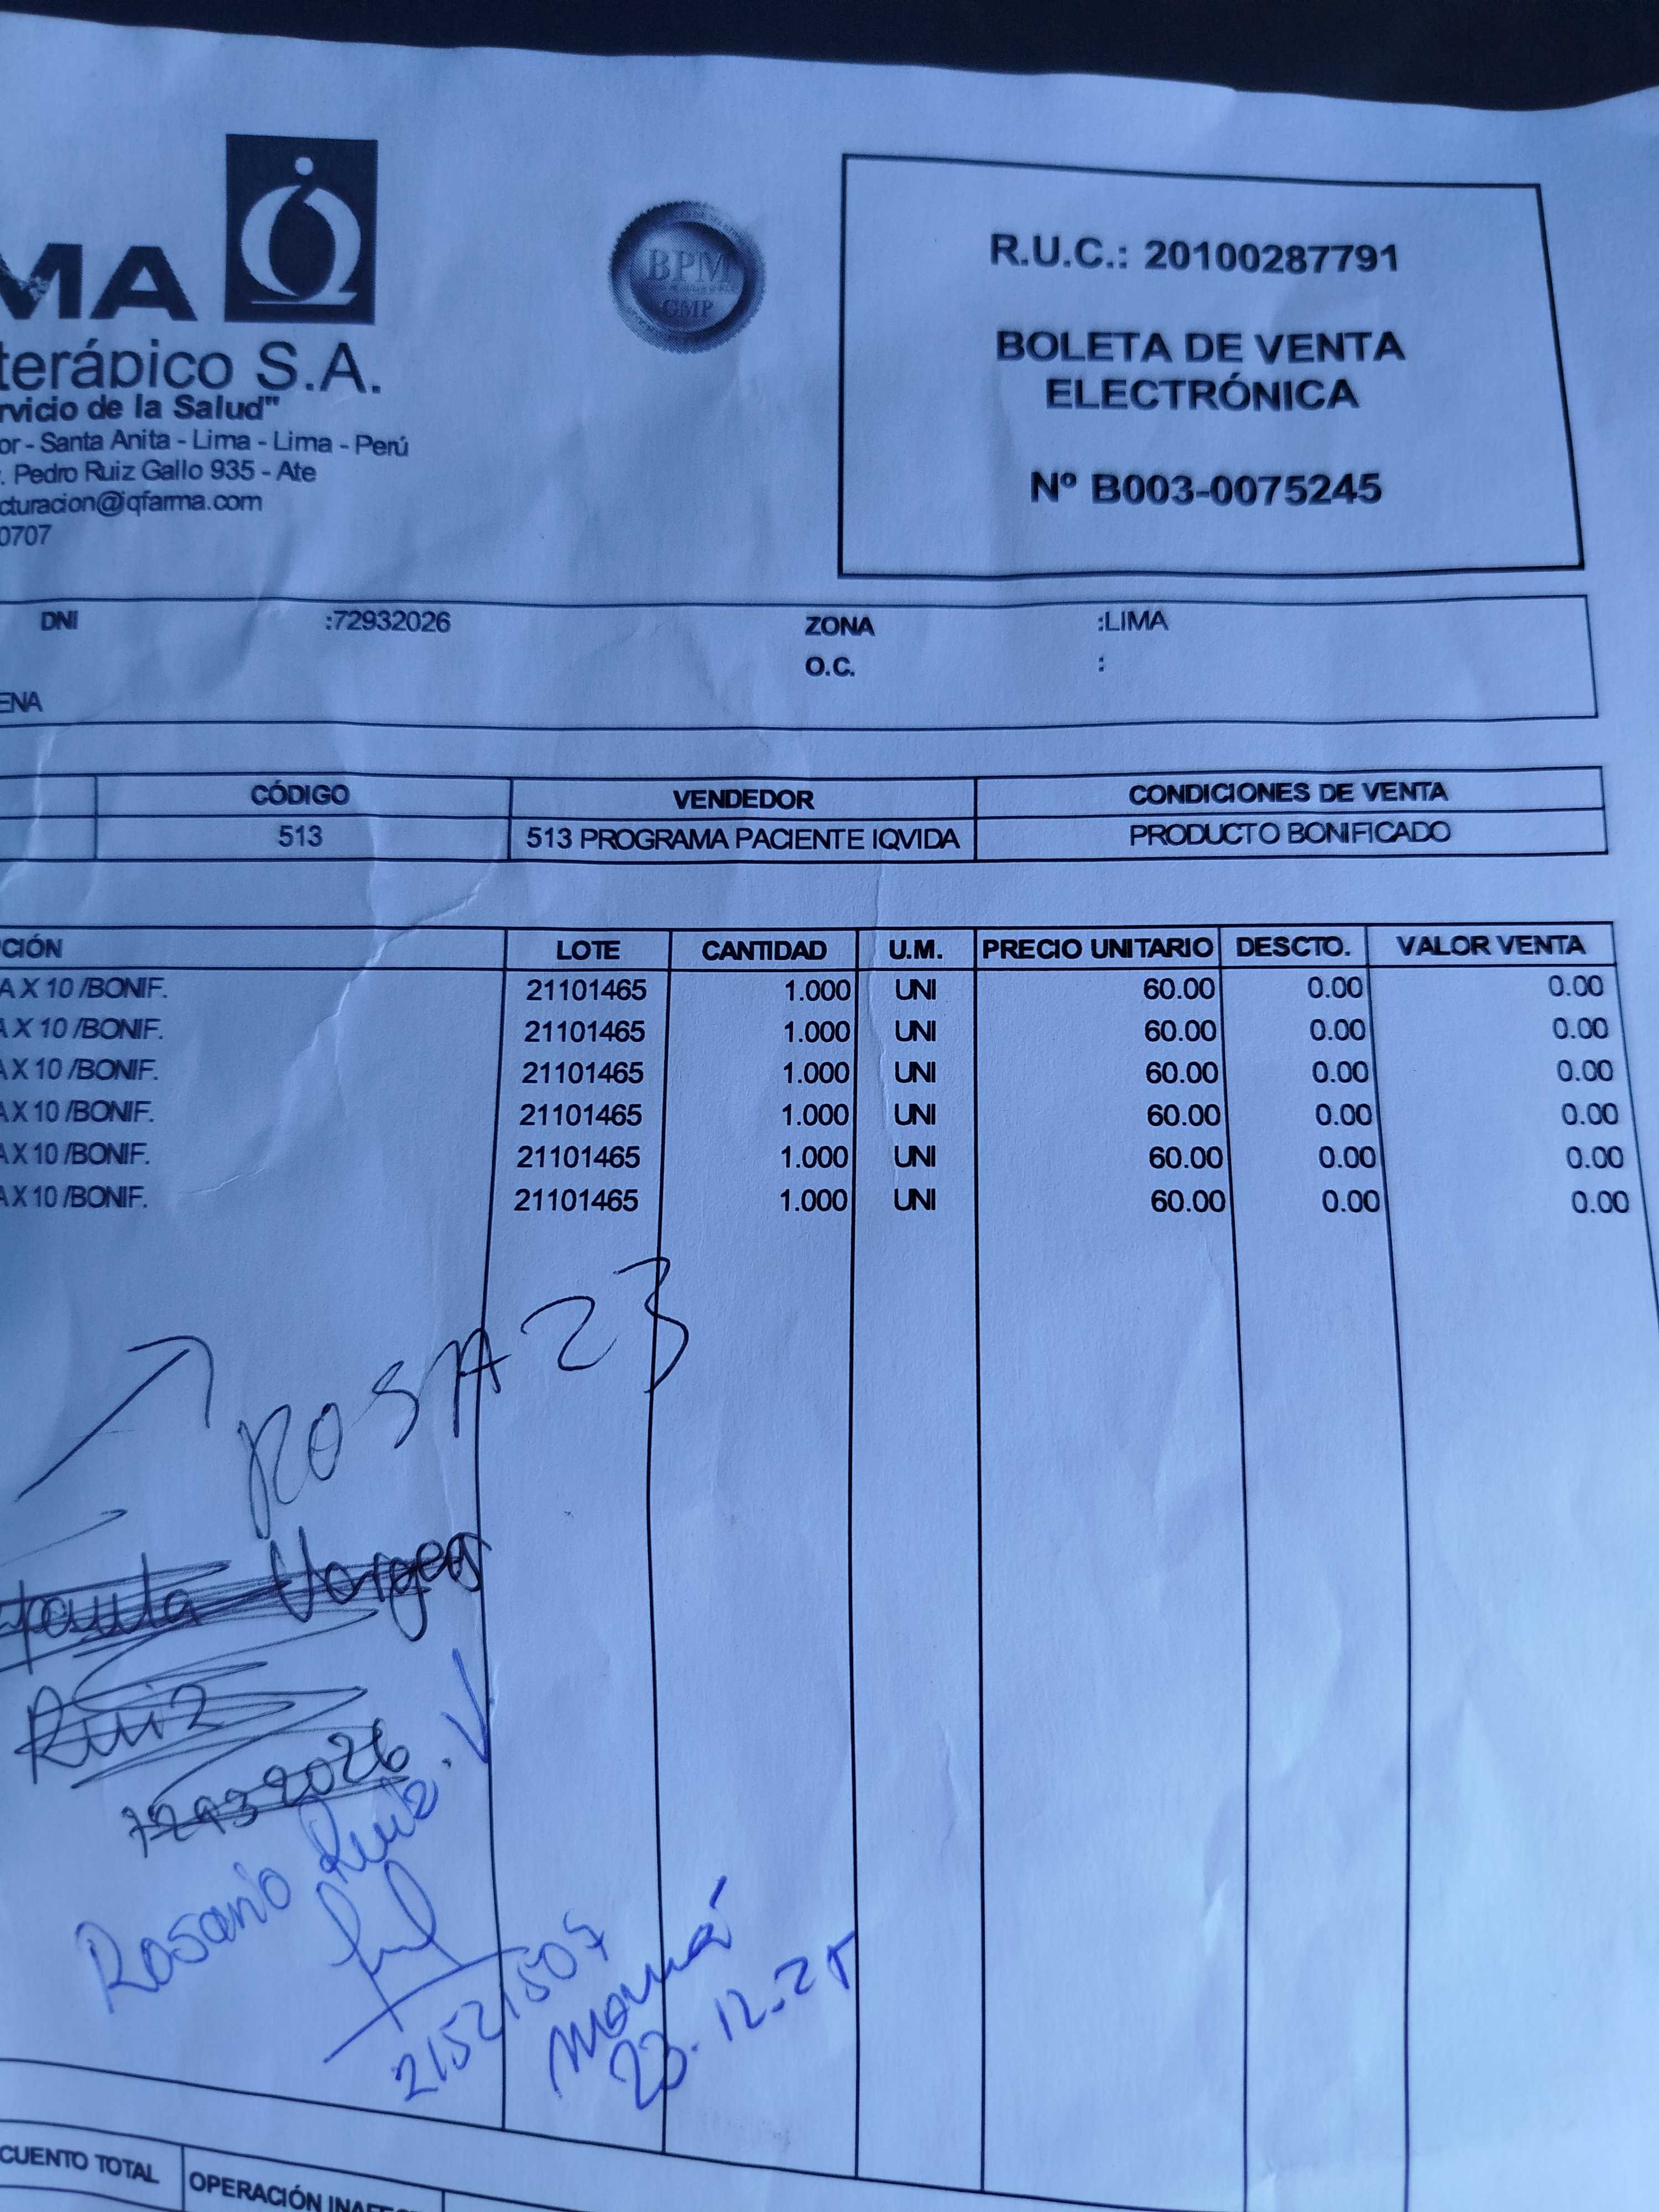 MA
BPM
GMP
terápico S.A.
rvicio de la Salud"
or - Santa Anita - Lima - Lima - Perú
. Pedro Ruiz Gallo 935 - Ate
cturacion@iqfarma.com
0707
R.U.C.: 20100287791
BOLETA DE VENTA
ELECTRÓNICA
Nº B003-0075245
DNI :72932026 ZONA :LIMA
O.C. :
ENA
CÓDIGO VENDEDOR CONDICIONES DE VENTA
513 513 PROGRAMA PACIENTE IQVIDA PRODUCTO BONIFICADO
CIÓN LOTE CANTIDAD U.M. PRECIO UNITARIO DESCTO. VALOR VENTA
A X 10 /BONIF. 21101465 1.000 UNI 60.00 0.00 0.00
A X 10 /BONIF. 21101465 1.000 UNI 60.00 0.00 0.00
A X 10 /BONIF. 21101465 1.000 UNI 60.00 0.00 0.00
A X 10 /BONIF. 21101465 1.000 UNI 60.00 0.00 0.00
A X 10 /BONIF. 21101465 1.000 UNI 60.00 0.00 0.00
A X 10 /BONIF. 21101465 1.000 UNI 60.00 0.00 0.00
ROSA 23
Vargas
Ruiz
72932026
Rosario Ruiz. V
21521507
Mamá
23.12.25
CUENTO TOTAL OPERACIÓN INAF